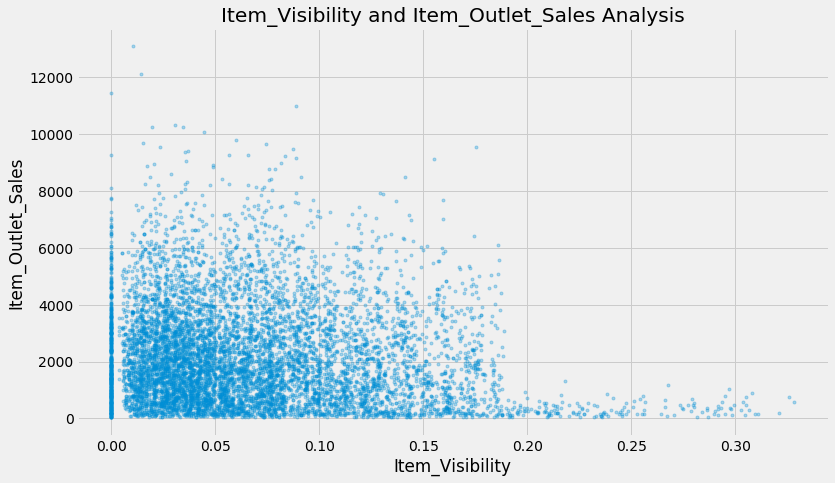 Item_Visibility and Item_Outlet_Sales Analysis
12000
10000
8000
6000
4000
2000
0
Item_Outlet_Sales
0.00 0.05 0.10 0.15 0.20 0.25 0.30
Item_Visibility